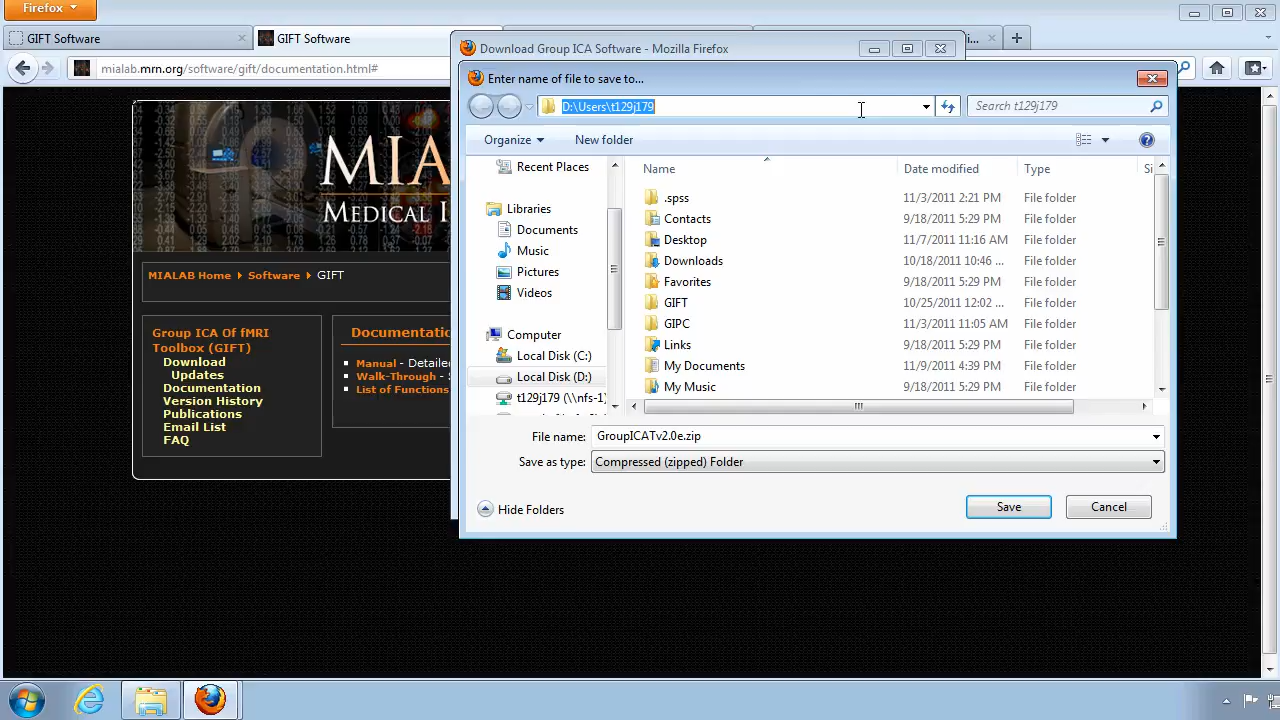 Firefox
GIFT Software
GIFT Software
mialab.mrn.org/software/gift/documentation.html#
Download Group ICA Software - Mozilla Firefox
Enter name of file to save to...
D:\Users\t129j179
Search t129j179
Organize
New folder
Recent Places
Libraries
Documents
Music
Pictures
Videos
Computer
Local Disk (C:)
Local Disk (D:)
t129j179 (\\nfs-1)
Name Date modified Type Si
.spss 11/3/2011 2:21 PM File folder
Contacts 9/18/2011 5:29 PM File folder
Desktop 11/7/2011 11:16 AM File folder
Downloads 10/18/2011 10:46 ... File folder
Favorites 9/18/2011 5:29 PM File folder
GIFT 10/25/2011 12:02 ... File folder
GIPC 11/3/2011 11:05 AM File folder
Links 9/18/2011 5:29 PM File folder
My Documents 11/9/2011 4:39 PM File folder
My Music 9/18/2011 5:29 PM File folder
File name: GroupICATv2.0e.zip
Save as type: Compressed (zipped) Folder
Hide Folders
Save
Cancel
MIA
MEDICAL I
MIALAB Home Software GIFT
Group ICA Of fMRI
Toolbox (GIFT)
Download
Updates
Documentation
Version History
Publications
Email List
FAQ
Documentatio
Manual - Detaile
Walk-Through -
List of Functions